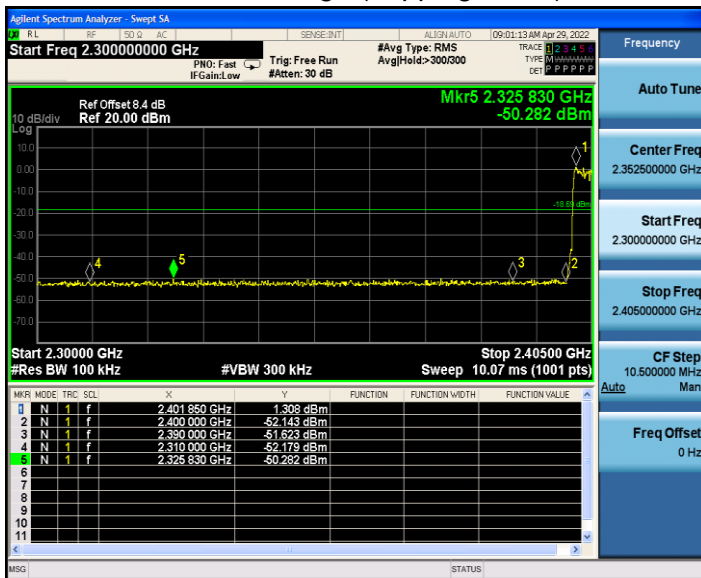 Agilent Spectrum Analyzer - Swept SA
RL RF 50 Ω AC SENSE:INT ALIGN AUTO 09:01:13 AM Apr 29, 2022
Start Freq 2.300000000 GHz
PNO: Fast
IFGain:Low
Trig: Free Run
#Atten: 30 dB
#Avg Type: RMS
Avg|Hold:>300/300
TRACE 1 2 3 4 5 6
TYPE M W W W W W
DET P P P P P P
Frequency
Auto Tune
Center Freq
2.352500000 GHz
Start Freq
2.300000000 GHz
Stop Freq
2.405000000 GHz
CF Step
10.500000 MHz
Auto Man
Freq Offset
0 Hz
Mkr5 2.325 830 GHz
-50.282 dBm
Ref Offset 8.4 dB
10 dB/div Ref 20.00 dBm
Log
10.0
0.00
-10.0
-20.0
-30.0
-40.0
-50.0
-60.0
-70.0
-18.69 dBm
1
4
5
3
2
Start 2.30000 GHz Stop 2.40500 GHz
#Res BW 100 kHz #VBW 300 kHz Sweep 10.07 ms (1001 pts)
MKR MODE TRC SCL X Y FUNCTION FUNCTION WIDTH FUNCTION VALUE
1 N 1 f 2.401 850 GHz 1.308 dBm
2 N 1 f 2.400 000 GHz -52.143 dBm
3 N 1 f 2.390 000 GHz -51.623 dBm
4 N 1 f 2.310 000 GHz -52.179 dBm
5 N 1 f 2.325 830 GHz -50.282 dBm
6
7
8
9
10
11
MSG STATUS